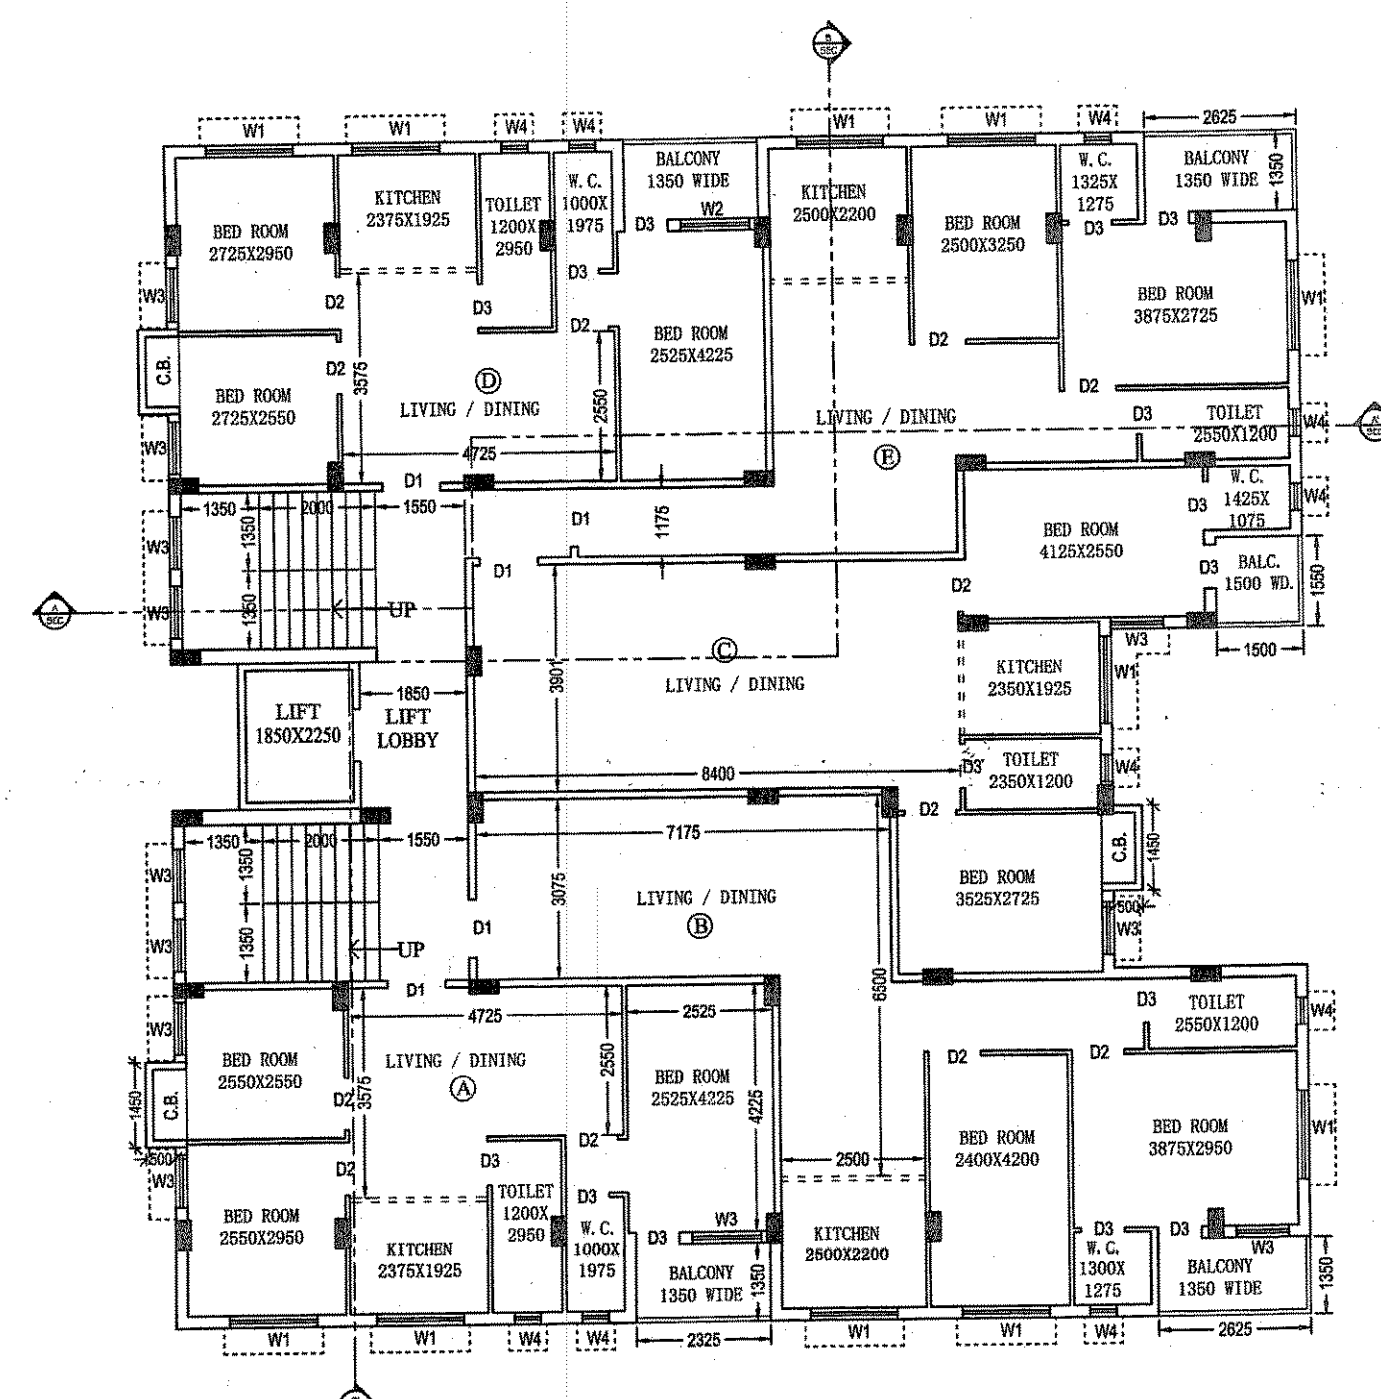 B
SEC
W1
W1
W4
W4
W1
W1
W4
2625
BEDROOM
2725X2950
KITCHEN
2375X1925
TOILET
1200X
2950
W. C.
1000X
1975
BALCONY
1350 WIDE
D3
W2
KITCHEN
2500X2200
BED ROOM
2500X3250
W. C.
1325X
1275
D3
BALCONY
1350 WIDE
1350
D3
W3
D2
D3
D3
D2
BED ROOM
2525X4225
D2
BED ROOM
3875X2725
W1
C.B.
D2
3575
D
LIVING / DINING
2550
BED ROOM
2725X2550
W3
4725
D1
LIVING / DINING
E
D2
D3
TOILET
2550X1200
W4
A'
SEC
1350
2000
1550
1350
1350
W3
W3
UP
A
SEC
D1
D1
1175
BED ROOM
4125X2550
D2
D3
W. C.
1425X
1075
W4
D3
BALC.
1500 WD.
1550
1500
W3
C
LIVING / DINING
3901
KITCHEN
2350X1925
W1
LIFT
1850X2250
1850
LIFT
LOBBY
8400
D3
TOILET
2350X1200
W4
D2
1350
2000
1550
1350
1350
W3
W3
UP
7175
3075
LIVING / DINING
B
D1
D1
BED ROOM
3525X2725
C.B.
1450
500
W3
6300
W3
4725
2525
BED ROOM
2550X2550
LIVING / DINING
A
3575
2550
BED ROOM
2525X4225
4225
D3
TOILET
2550X1200
W4
D2
D2
1450
C.B.
500
W3
D2
D2
D3
D2
D3
2500
BED ROOM
2400X4200
BED ROOM
3875X2950
W1
BED ROOM
2550X2950
KITCHEN
2375X1925
TOILET
1200X
2950
W. C.
1000X
1975
D3
W3
BALCONY
1350 WIDE
1350
KITCHEN
2500X2200
D3
W. C.
1300X
1275
D3
W3
BALCONY
1350 WIDE
1350
W1
W1
W4
W4
2325
W1
W1
W4
2625